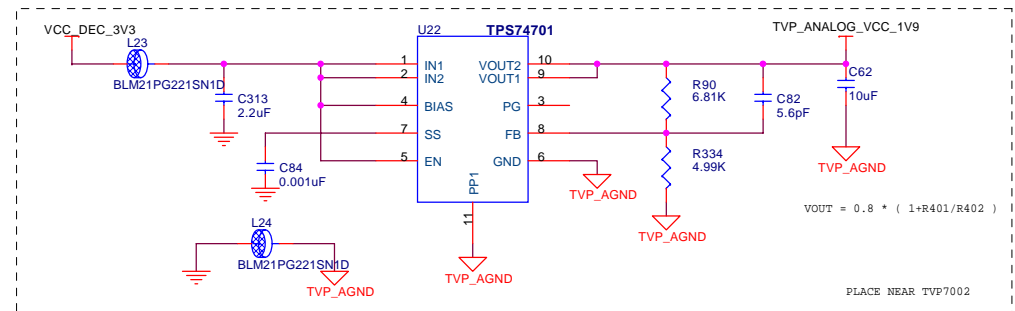 VCC_DEC_3V3
L23
BLM21PG221SN1D
C313
2.2uF
C84
0.001uF
L24
BLM21PG221SN1D
TVP_AGND
U22 TPS74701
1 IN1
2 IN2
4 BIAS
7 SS
5 EN
VOUT2 10
VOUT1 9
PG 3
FB 8
GND 6
PP1
11
TVP_AGND
TVP_AGND
R90
6.81K
R334
4.99K
TVP_AGND
C82
5.6pF
TVP_ANALOG_VCC_1V9
C62
10uF
TVP_AGND
VOUT = 0.8 * ( 1+R401/R402 )
PLACE NEAR TVP7002